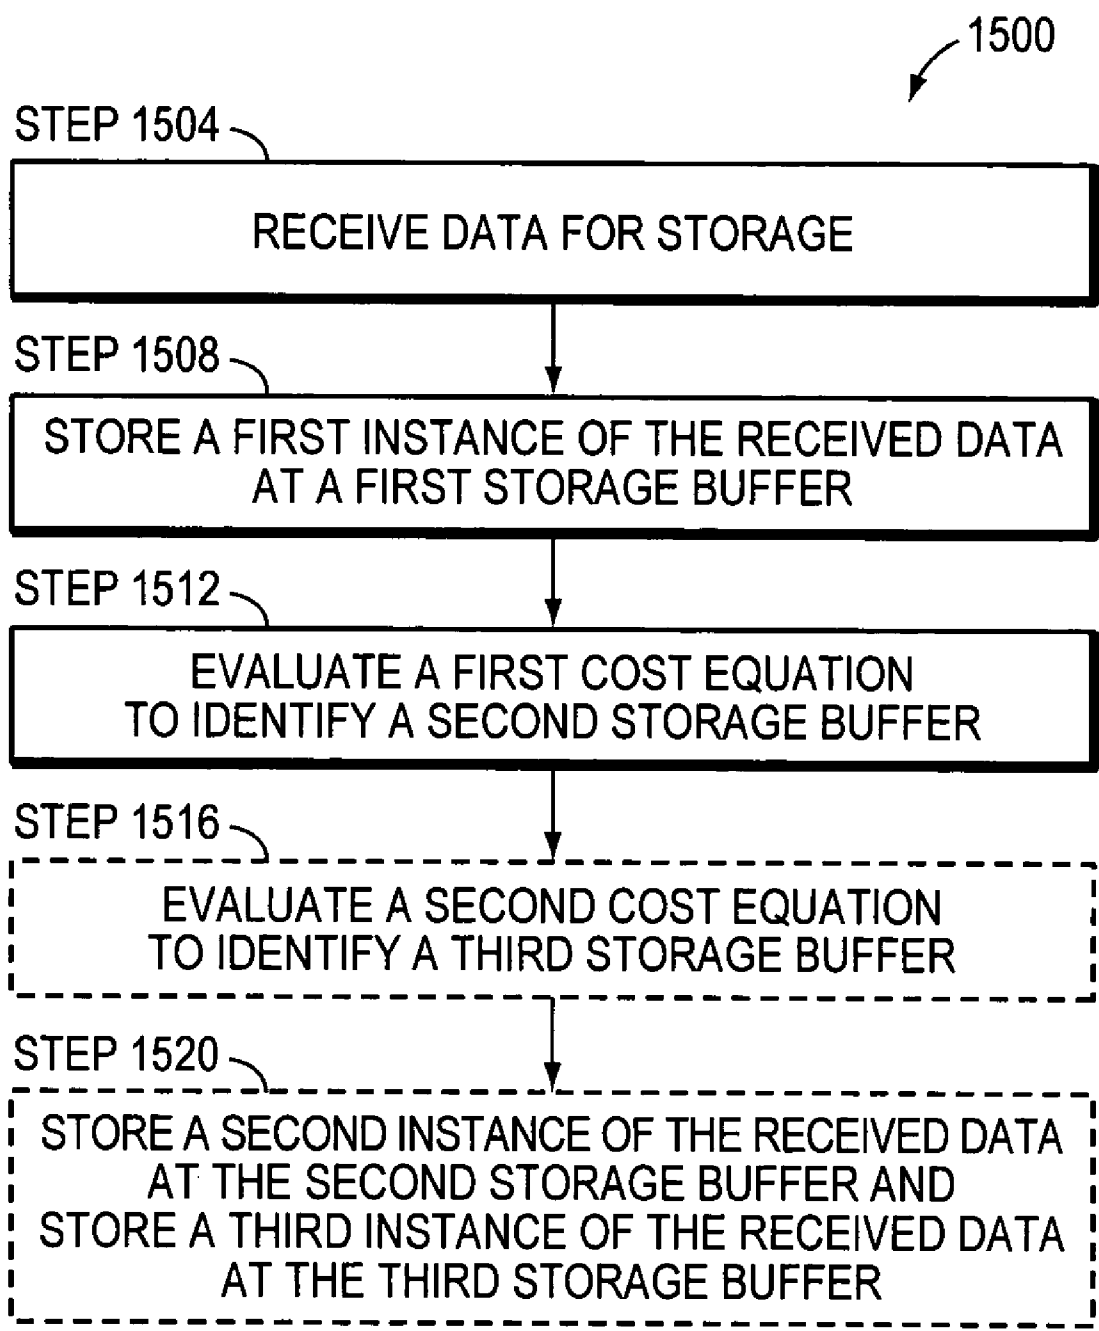 1500
STEP 1504
RECEIVE DATA FOR STORAGE
STEP 1508
STORE A FIRST INSTANCE OF THE RECEIVED DATA
AT A FIRST STORAGE BUFFER
STEP 1512
EVALUATE A FIRST COST EQUATION
TO IDENTIFY A SECOND STORAGE BUFFER
STEP 1516
EVALUATE A SECOND COST EQUATION
TO IDENTIFY A THIRD STORAGE BUFFER
STEP 1520
STORE A SECOND INSTANCE OF THE RECEIVED DATA
AT THE SECOND STORAGE BUFFER AND
STORE A THIRD INSTANCE OF THE RECEIVED DATA
AT THE THIRD STORAGE BUFFER